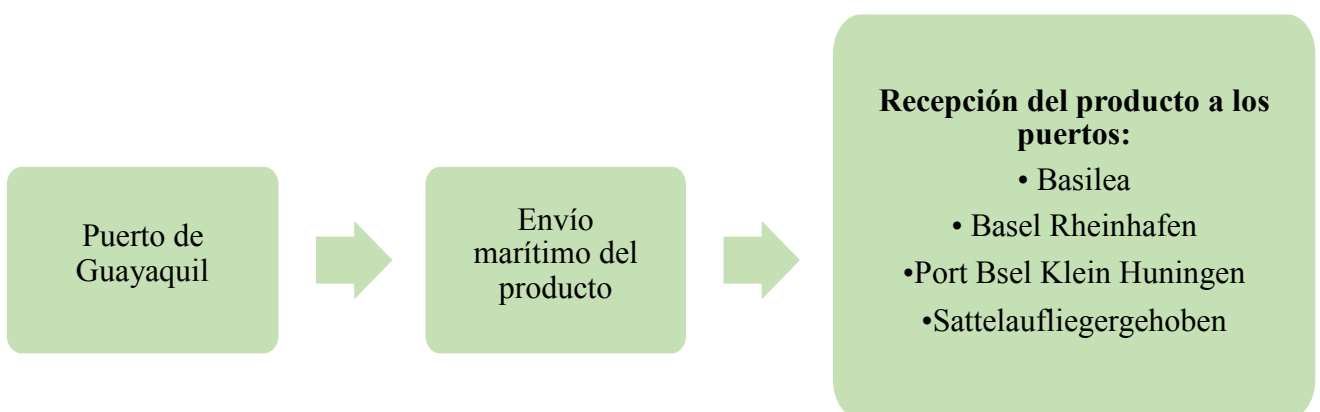 Puerto de
Guayaquil
Envío
marítimo del
producto
Recepción del producto a los
puertos:
• Basilea
• Basel Rheinhafen
•Port Bsel Klein Huningen
•Sattelaufliegergehoben